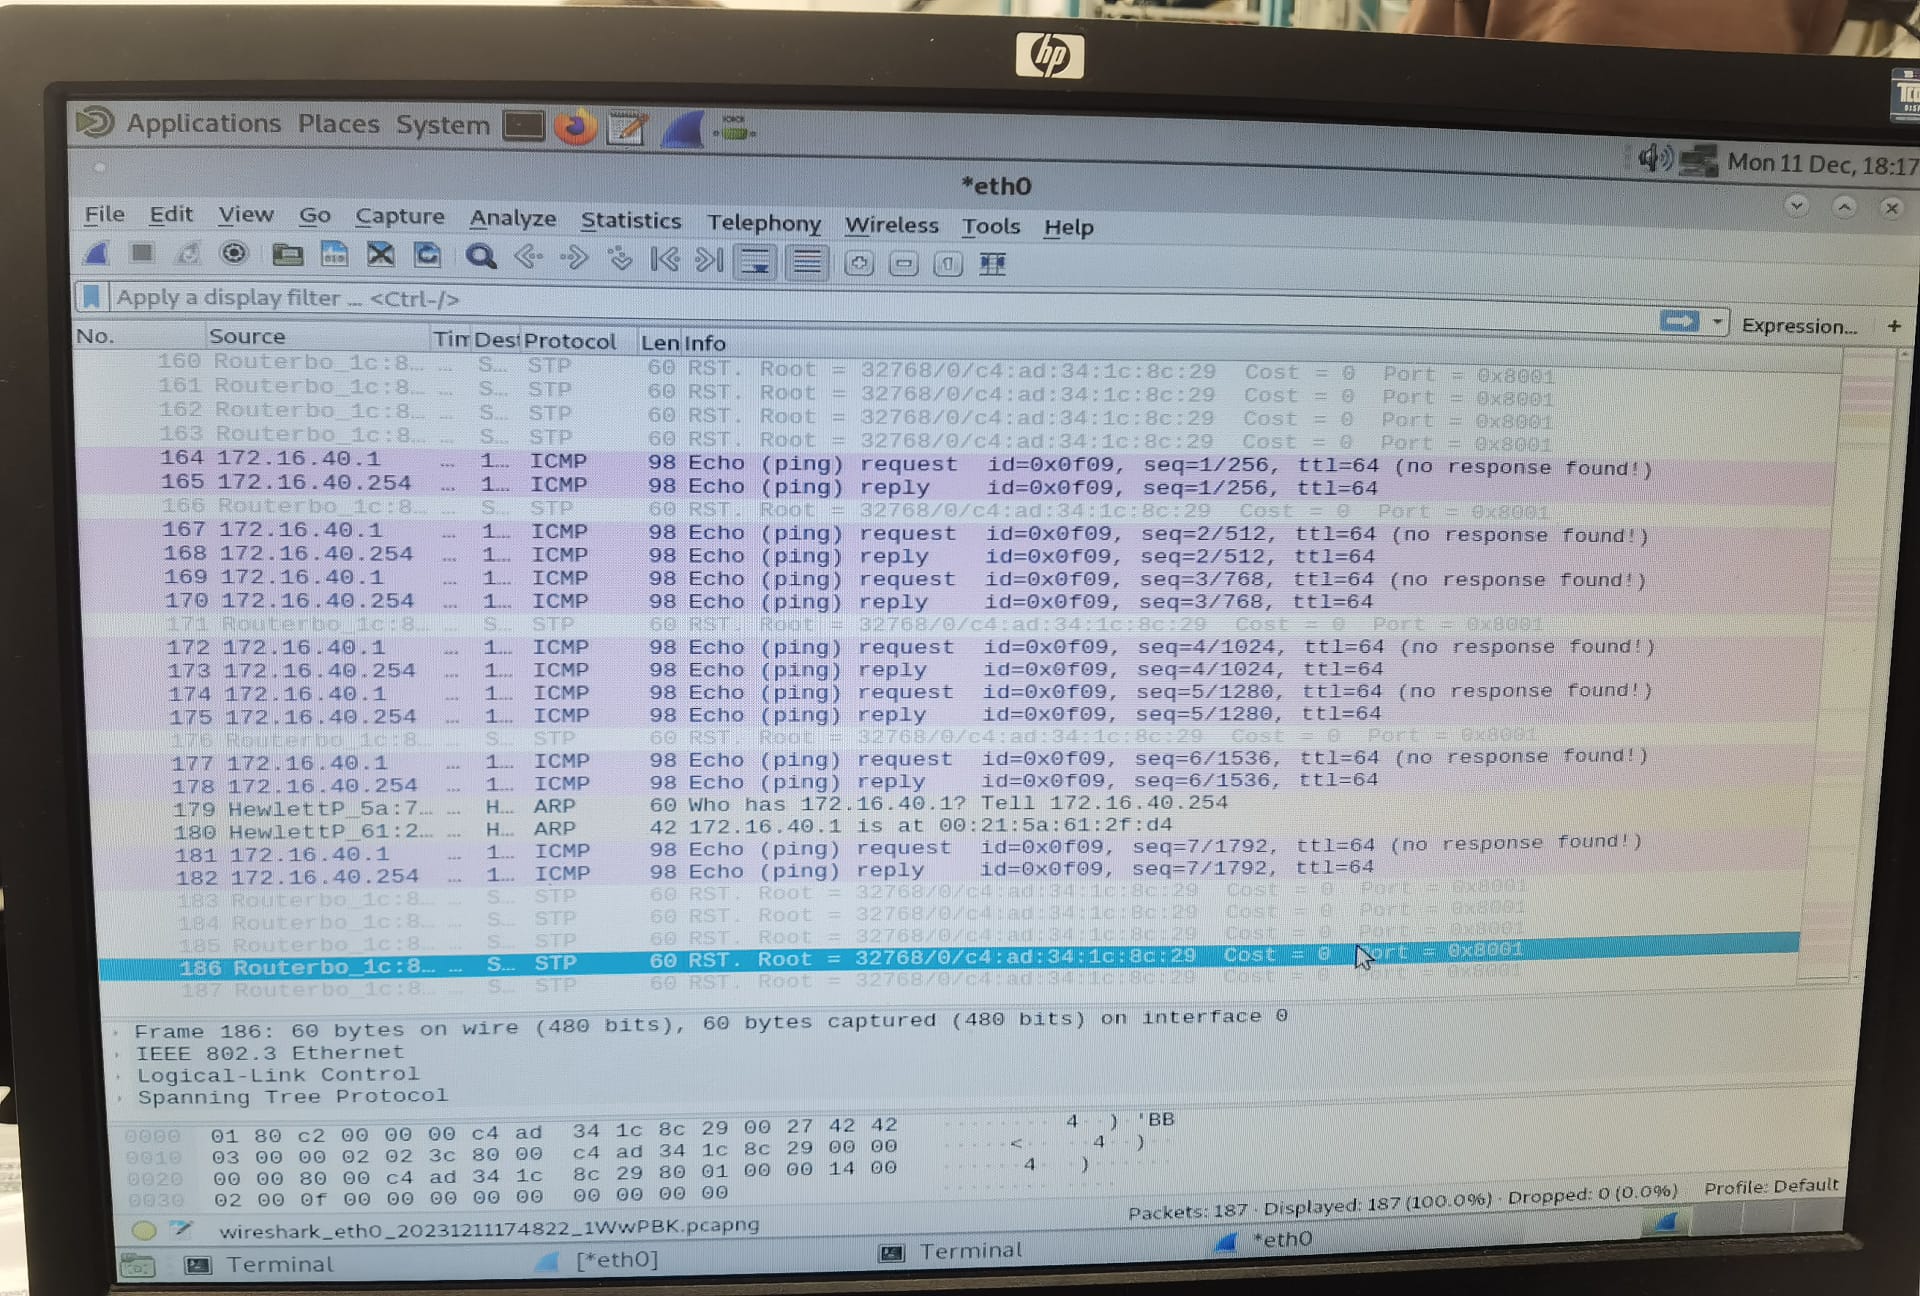 hp
Applications Places System
Mon 11 Dec, 18:17
*eth0
File Edit View Go Capture Analyze Statistics Telephony Wireless Tools Help
Apply a display filter ... <Ctrl-/>
Expression... +
No. Source Tim Dest Protocol Len Info
160 Routerbo_1c:8... ... S... STP 60 RST. Root = 32768/0/c4:ad:34:1c:8c:29 Cost = 0 Port = 0x8001
161 Routerbo_1c:8... ... S... STP 60 RST. Root = 32768/0/c4:ad:34:1c:8c:29 Cost = 0 Port = 0x8001
162 Routerbo_1c:8... ... S... STP 60 RST. Root = 32768/0/c4:ad:34:1c:8c:29 Cost = 0 Port = 0x8001
163 Routerbo_1c:8... ... S... STP 60 RST. Root = 32768/0/c4:ad:34:1c:8c:29 Cost = 0 Port = 0x8001
164 172.16.40.1 ... 1... ICMP 98 Echo (ping) request id=0x0f09, seq=1/256, ttl=64 (no response found!)
165 172.16.40.254 ... 1... ICMP 98 Echo (ping) reply id=0x0f09, seq=1/256, ttl=64
166 Routerbo_1c:8... ... S... STP 60 RST. Root = 32768/0/c4:ad:34:1c:8c:29 Cost = 0 Port = 0x8001
167 172.16.40.1 ... 1... ICMP 98 Echo (ping) request id=0x0f09, seq=2/512, ttl=64 (no response found!)
168 172.16.40.254 ... 1... ICMP 98 Echo (ping) reply id=0x0f09, seq=2/512, ttl=64
169 172.16.40.1 ... 1... ICMP 98 Echo (ping) request id=0x0f09, seq=3/768, ttl=64 (no response found!)
170 172.16.40.254 ... 1... ICMP 98 Echo (ping) reply id=0x0f09, seq=3/768, ttl=64
171 Routerbo_1c:8... ... S... STP 60 RST. Root = 32768/0/c4:ad:34:1c:8c:29 Cost = 0 Port = 0x8001
172 172.16.40.1 ... 1... ICMP 98 Echo (ping) request id=0x0f09, seq=4/1024, ttl=64 (no response found!)
173 172.16.40.254 ... 1... ICMP 98 Echo (ping) reply id=0x0f09, seq=4/1024, ttl=64
174 172.16.40.1 ... 1... ICMP 98 Echo (ping) request id=0x0f09, seq=5/1280, ttl=64 (no response found!)
175 172.16.40.254 ... 1... ICMP 98 Echo (ping) reply id=0x0f09, seq=5/1280, ttl=64
176 Routerbo_1c:8... ... S... STP 60 RST. Root = 32768/0/c4:ad:34:1c:8c:29 Cost = 0 Port = 0x8001
177 172.16.40.1 ... 1... ICMP 98 Echo (ping) request id=0x0f09, seq=6/1536, ttl=64 (no response found!)
178 172.16.40.254 ... 1... ICMP 98 Echo (ping) reply id=0x0f09, seq=6/1536, ttl=64
179 HewlettP_5a:7... ... H... ARP 60 Who has 172.16.40.1? Tell 172.16.40.254
180 HewlettP_61:2... ... H... ARP 42 172.16.40.1 is at 00:21:5a:61:2f:d4
181 172.16.40.1 ... 1... ICMP 98 Echo (ping) request id=0x0f09, seq=7/1792, ttl=64 (no response found!)
182 172.16.40.254 ... 1... ICMP 98 Echo (ping) reply id=0x0f09, seq=7/1792, ttl=64
183 Routerbo_1c:8... ... S... STP 60 RST. Root = 32768/0/c4:ad:34:1c:8c:29 Cost = 0 Port = 0x8001
184 Routerbo_1c:8... ... S... STP 60 RST. Root = 32768/0/c4:ad:34:1c:8c:29 Cost = 0 Port = 0x8001
185 Routerbo_1c:8... ... S... STP 60 RST. Root = 32768/0/c4:ad:34:1c:8c:29 Cost = 0 Port = 0x8001
186 Routerbo_1c:8... ... S... STP 60 RST. Root = 32768/0/c4:ad:34:1c:8c:29 Cost = 0 Port = 0x8001
187 Routerbo_1c:8... ... S... STP 60 RST. Root = 32768/0/c4:ad:34:1c:8c:29 Cost = 0 Port = 0x8001
Frame 186: 60 bytes on wire (480 bits), 60 bytes captured (480 bits) on interface 0
IEEE 802.3 Ethernet
Logical-Link Control
Spanning Tree Protocol
0000 01 80 c2 00 00 00 c4 ad 34 1c 8c 29 00 27 42 42 ........4..).'BB
0010 03 00 00 02 02 3c 80 00 c4 ad 34 1c 8c 29 00 00 .....<....4..)..
0020 00 00 80 00 c4 ad 34 1c 8c 29 80 01 00 00 14 00 ......4..)......
0030 02 00 0f 00 00 00 00 00 00 00 00 00 ............
wireshark_eth0_20231211174822_1WwPBK.pcapng
Packets: 187 · Displayed: 187 (100.0%) · Dropped: 0 (0.0%) Profile: Default
Terminal [*eth0] Terminal *eth0